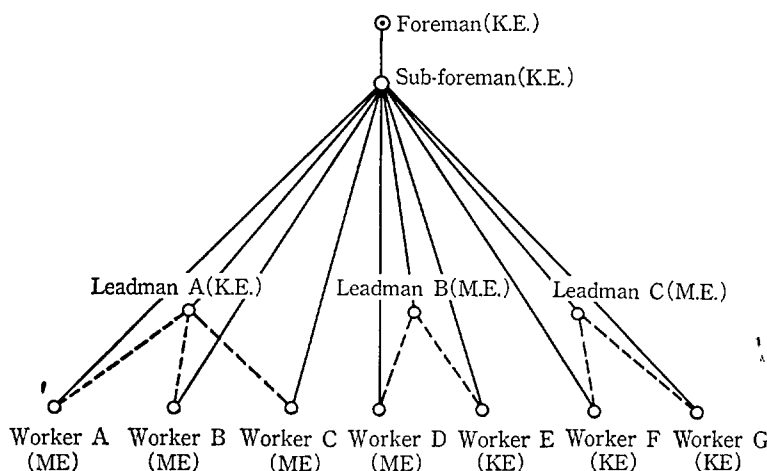 Foreman(K.E.)
Sub-foreman(K.E.)
Leadman A(K.E.)
Leadman B(M.E.)
Leadman C(M.E.)
Worker A
(ME)
Worker B
(ME)
Worker C
(ME)
Worker D
(ME)
Worker E
(KE)
Worker F
(KE)
Worker G
(KE)